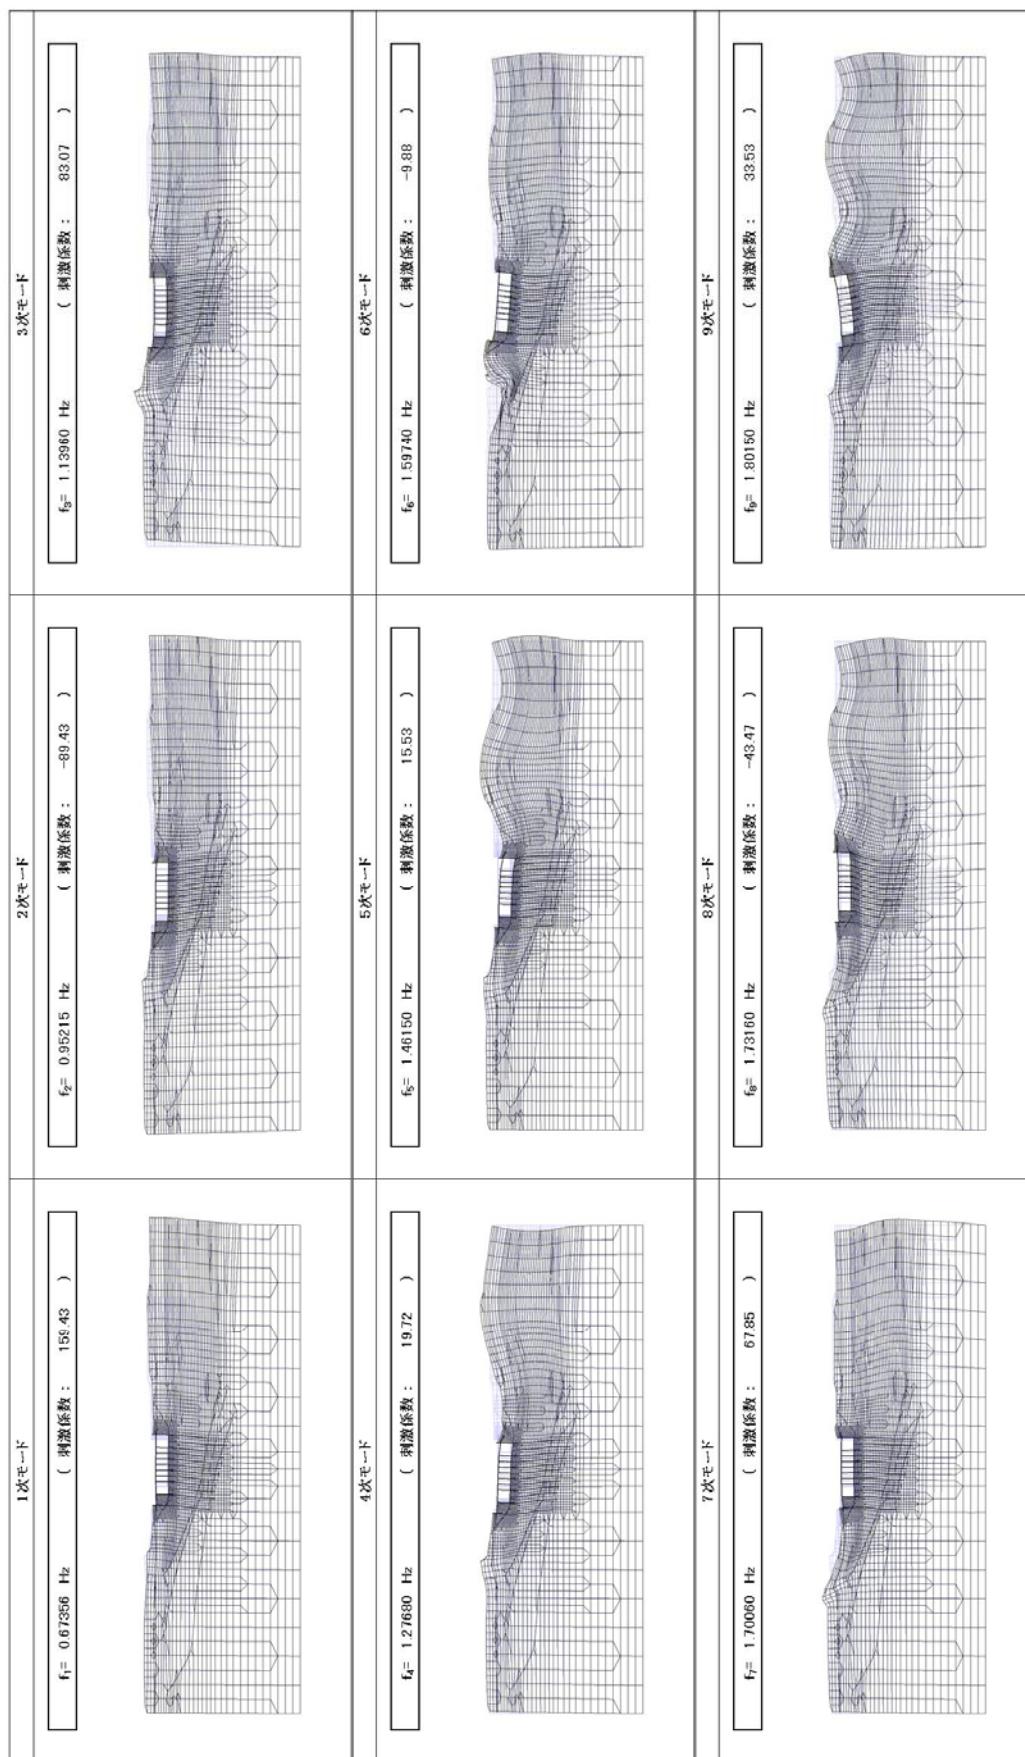 1次モード
f₁= 0.67356 Hz ( 刺激係数 : 159.43 )
2次モード
f₂= 0.95215 Hz ( 刺激係数 : -89.43 )
3次モード
f₃= 1.13960 Hz ( 刺激係数 : 83.07 )
4次モード
f₄= 1.27680 Hz ( 刺激係数 : 19.72 )
5次モード
f₅= 1.46150 Hz ( 刺激係数 : 15.53 )
6次モード
f₆= 1.59740 Hz ( 刺激係数 : -9.88 )
7次モード
f₇= 1.70060 Hz ( 刺激係数 : 67.85 )
8次モード
f₈= 1.73160 Hz ( 刺激係数 : -43.47 )
9次モード
f₉= 1.80150 Hz ( 刺激係数 : 33.53 )